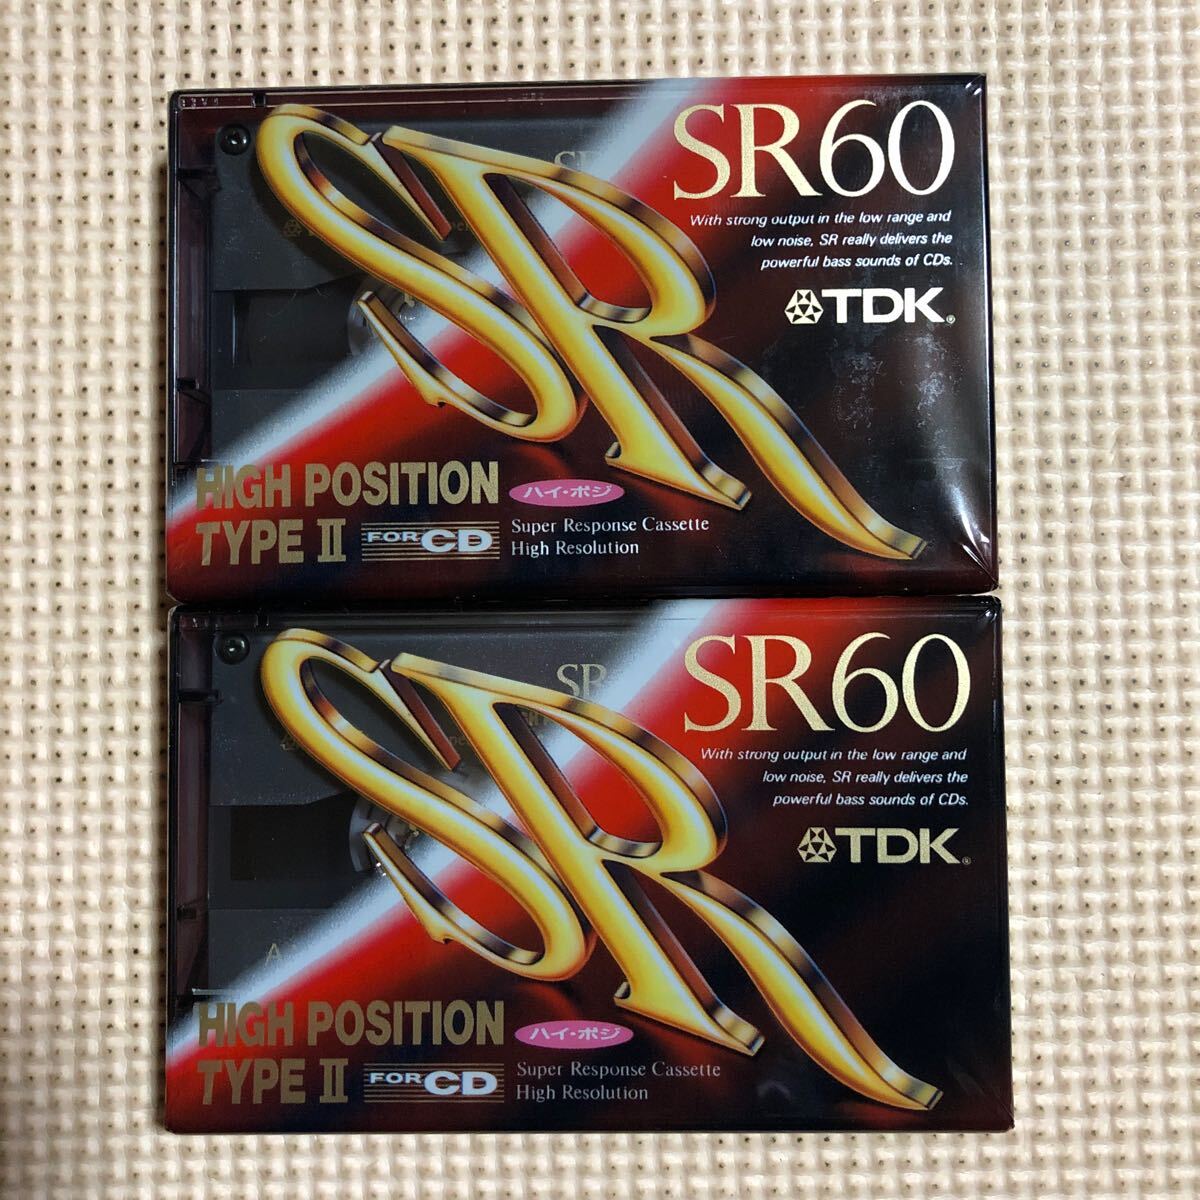 SR60
With strong output in the low range and
low noise, SR really delivers the
powerful bass sounds of CDs.
TDK®
SR
HIGH POSITION ハイ・ポジ
TYPE II FOR CD Super Response Cassette
High Resolution
SR60
SR
With strong output in the low range and
low noise, SR really delivers the
powerful bass sounds of CDs.
TDK®
SR
A
HIGH POSITION ハイ・ポジ
TYPE II FOR CD Super Response Cassette
High Resolution